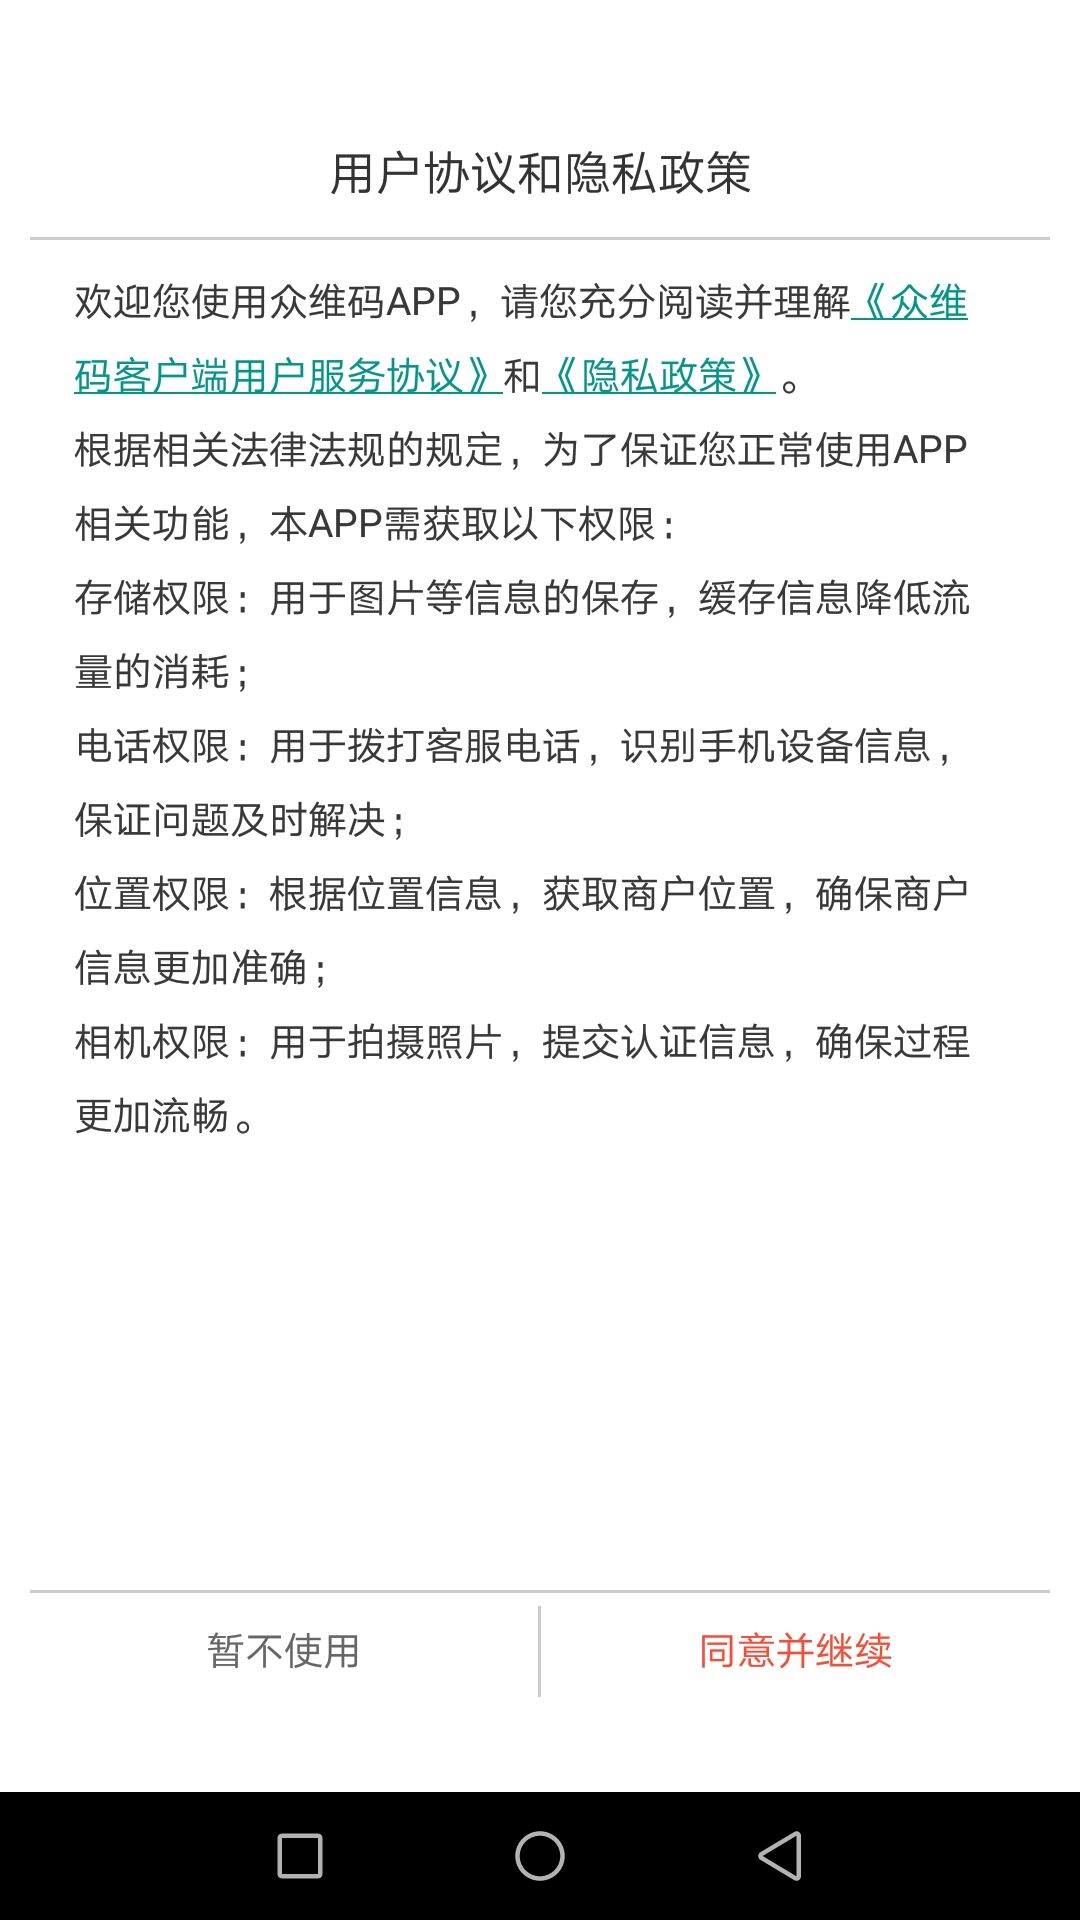 用户协议和隐私政策
欢迎您使用众维码APP，请您充分阅读并理解《众维
码客户端用户服务协议》和《隐私政策》。
根据相关法律法规的规定，为了保证您正常使用APP
相关功能，本APP需获取以下权限：
存储权限：用于图片等信息的保存，缓存信息降低流
量的消耗；
电话权限：用于拨打客服电话，识别手机设备信息，
保证问题及时解决；
位置权限：根据位置信息，获取商户位置，确保商户
信息更加准确；
相机权限：用于拍摄照片，提交认证信息，确保过程
更加流畅。
暂不使用
同意并继续